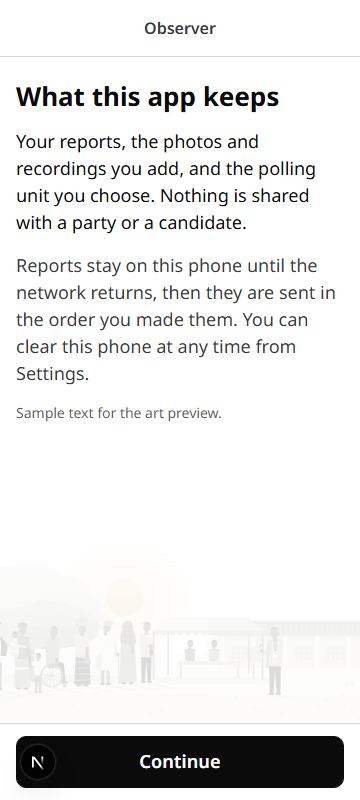 Observer
What this app keeps
Your reports, the photos and
recordings you add, and the polling
unit you choose. Nothing is shared
with a party or a candidate.
Reports stay on this phone until the
network returns, then they are sent in
the order you made them. You can
clear this phone at any time from
Settings.
Sample text for the art preview.
N
Continue